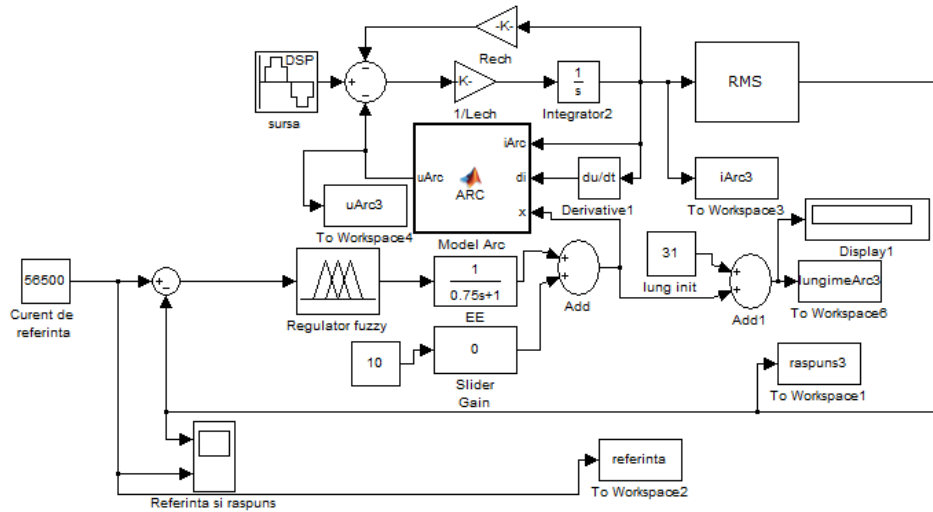 -K-
Rech
DSP
sursa
+
−
−
-K-
1/Lech
1
s
Integrator2
RMS
iArc
uArc
di
ARC
x
Model Arc
du/dt
Derivative1
iArc3
To Workspace3
uArc3
To Workspace4
Display1
31
lung init
+
+
Add1
lungimeArc3
To Workspace6
56500
Curent de
referinta
+
−
Regulator fuzzy
1
0.75s+1
EE
+
+
Add
10
0
Slider
Gain
raspuns3
To Workspace1
Referinta si raspuns
referinta
To Workspace2